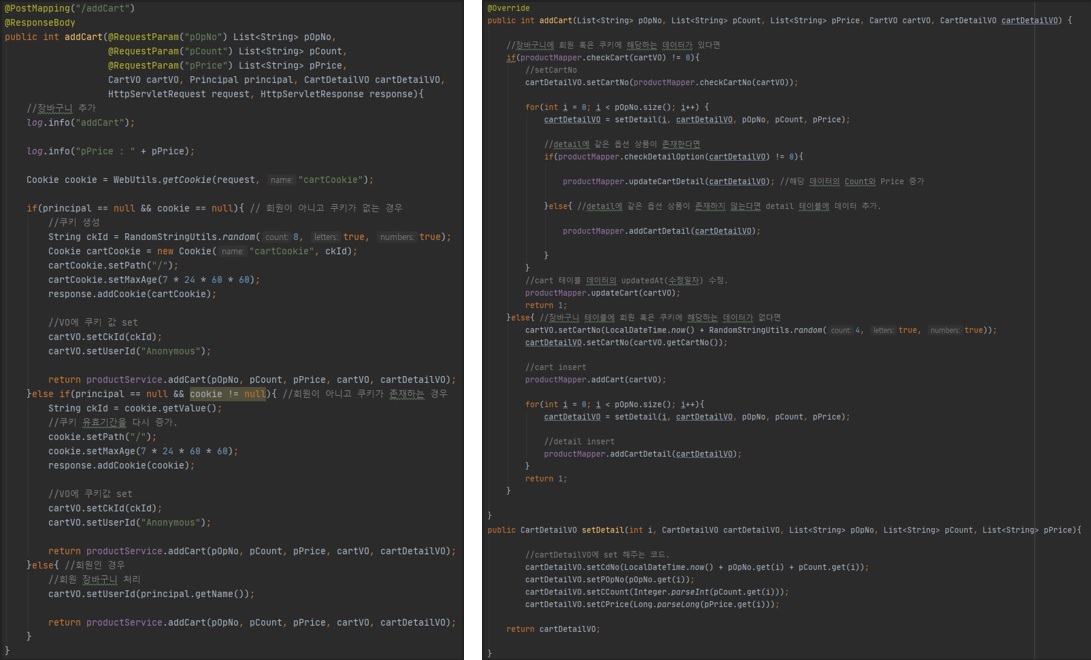 @PostMapping("/addCart")
@ResponseBody
public int addCart(@RequestParam("pOpNo") List<String> pOpNo,
@RequestParam("pCount") List<String> pCount,
@RequestParam("pPrice") List<String> pPrice,
CartVO cartVO, Principal principal, CartDetailVO cartDetailVO,
HttpServletRequest request, HttpServletResponse response){
//장바구니 추가
log.info("addCart");
log.info("pPrice : " + pPrice);
Cookie cookie = WebUtils.getCookie(request, name: "cartCookie");
if(principal == null && cookie == null){ // 회원이 아니고 쿠키가 없는 경우
//쿠키 생성
String ckId = RandomStringUtils.random( count: 8, letters: true, numbers: true);
Cookie cartCookie = new Cookie( name: "cartCookie", ckId);
cartCookie.setPath("/");
cartCookie.setMaxAge(7 * 24 * 60 * 60);
response.addCookie(cartCookie);
//VO에 쿠키 값 set
cartVO.setCkId(ckId);
cartVO.setUserId("Anonymous");
return productService.addCart(pOpNo, pCount, pPrice, cartVO, cartDetailVO);
}else if(principal == null && cookie != null){ //회원이 아니고 쿠키가 존재하는 경우
String ckId = cookie.getValue();
//쿠키 유효기간을 다시 증가.
cookie.setPath("/");
cookie.setMaxAge(7 * 24 * 60 * 60);
response.addCookie(cookie);
//VO에 쿠키값 set
cartVO.setCkId(ckId);
cartVO.setUserId("Anonymous");
return productService.addCart(pOpNo, pCount, pPrice, cartVO, cartDetailVO);
}else{ //회원인 경우
//회원 장바구니 처리
cartVO.setUserId(principal.getName());
return productService.addCart(pOpNo, pCount, pPrice, cartVO, cartDetailVO);
}
}
@Override
public int addCart(List<String> pOpNo, List<String> pCount, List<String> pPrice, CartVO cartVO, CartDetailVO cartDetailVO) {
//장바구니에 회원 혹은 쿠키에 해당하는 데이터가 있다면
if(productMapper.checkCart(cartVO) != 0){
//setCartNo
cartDetailVO.setCartNo(productMapper.checkCartNo(cartVO));
for(int i = 0; i < pOpNo.size(); i++) {
cartDetailVO = setDetail(i, cartDetailVO, pOpNo, pCount, pPrice);
//detail에 같은 옵션 상품이 존재한다면
if(productMapper.checkDetailOption(cartDetailVO) != 0){
productMapper.updateCartDetail(cartDetailVO); //해당 데이터의 Count와 Price 증가
}else{ //detail에 같은 옵션 상품이 존재하지 않는다면 detail 테이블에 데이터 추가.
productMapper.addCartDetail(cartDetailVO);
}
}
//cart 테이블 데이터의 updatedAt(수정일자) 수정.
productMapper.updateCart(cartVO);
return 1;
}else{ //장바구니 테이블에 회원 혹은 쿠키에 해당하는 데이터가 없다면
cartVO.setCartNo(LocalDateTime.now() + RandomStringUtils.random( count: 4, letters: true, numbers: true));
cartDetailVO.setCartNo(cartVO.getCartNo());
//cart insert
productMapper.addCart(cartVO);
for(int i = 0; i < pOpNo.size(); i++){
cartDetailVO = setDetail(i, cartDetailVO, pOpNo, pCount, pPrice);
//detail insert
productMapper.addCartDetail(cartDetailVO);
}
return 1;
}
}
public CartDetailVO setDetail(int i, CartDetailVO cartDetailVO, List<String> pOpNo, List<String> pCount, List<String> pPrice){
//cartDetailVO에 set 해주는 코드.
cartDetailVO.setCdNo(LocalDateTime.now() + pOpNo.get(i) + pCount.get(i));
cartDetailVO.setPOpNo(pOpNo.get(i));
cartDetailVO.setCCount(Integer.parseInt(pCount.get(i)));
cartDetailVO.setCPrice(Long.parseLong(pPrice.get(i)));
return cartDetailVO;
}